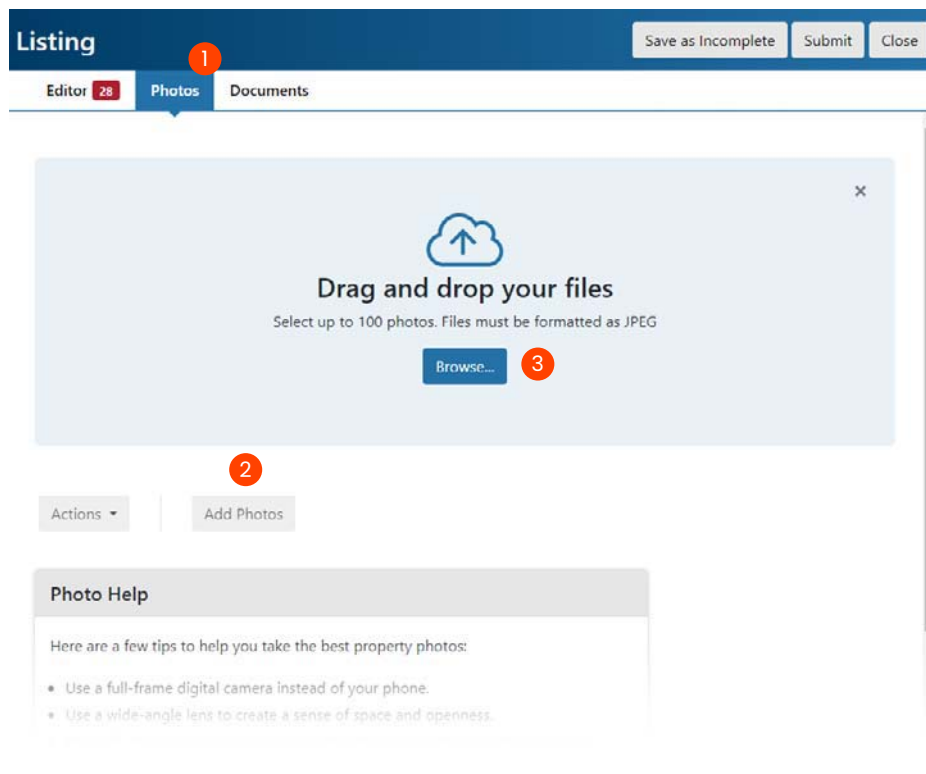 Listing
Save as Incomplete Submit Close
1
Editor 28 Photos Documents
×
Drag and drop your files
Select up to 100 photos. Files must be formatted as JPEG
Browse... 3
2
Actions Add Photos
Photo Help
Here are a few tips to help you take the best property photos:
• Use a full-frame digital camera instead of your phone.
• Use a wide-angle lens to create a sense of space and openness.